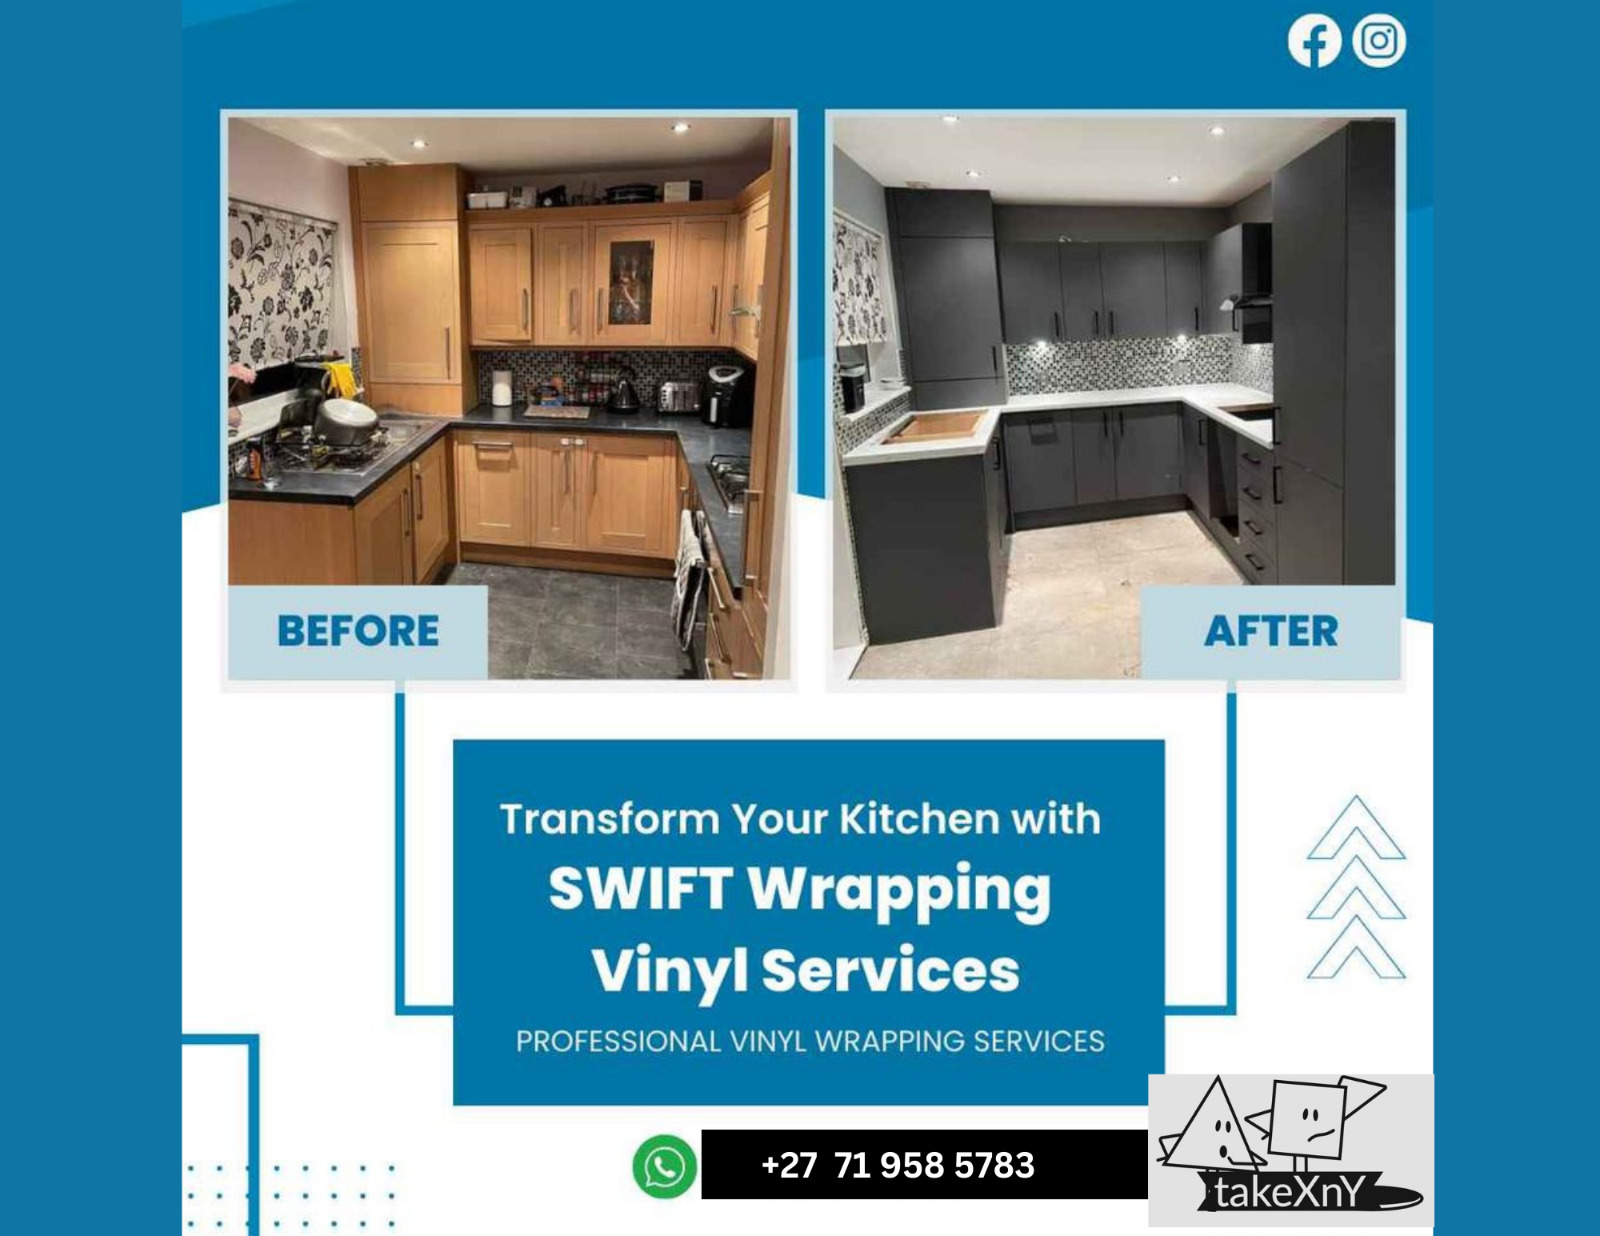 BEFORE
AFTER
Transform Your Kitchen with
SWIFT Wrapping
Vinyl Services
PROFESSIONAL VINYL WRAPPING SERVICES
+27 71 958 5783
takeXnY